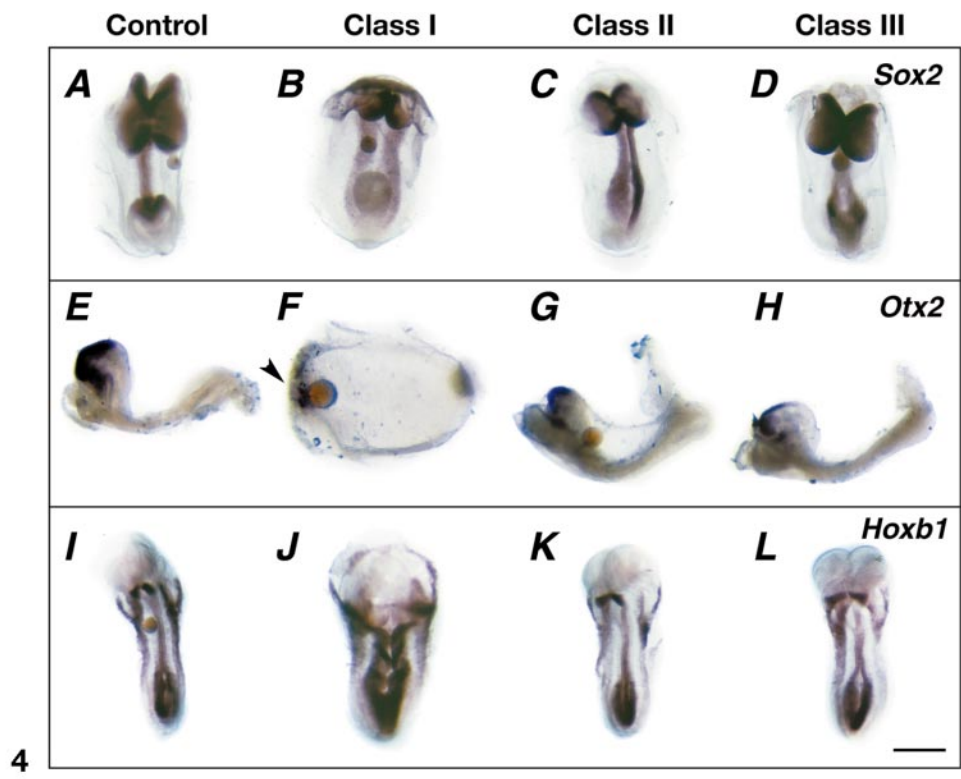 Control Class I Class II Class III
A B C D Sox2
E F G H Otx2
I J K L Hoxb1
4